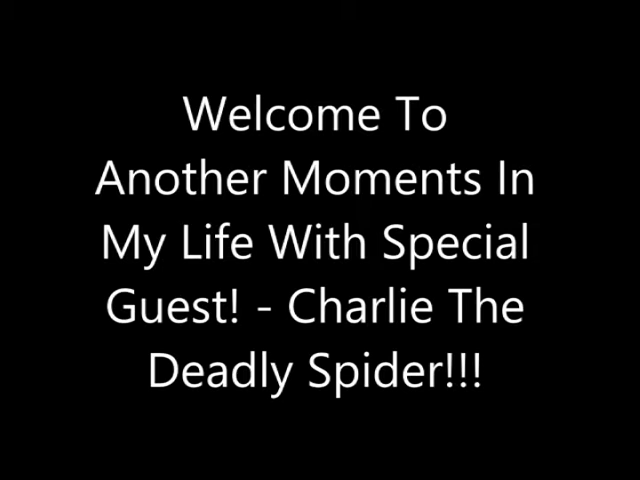 Welcome To
Another Moments In
My Life With Special
Guest! - Charlie The
Deadly Spider!!!